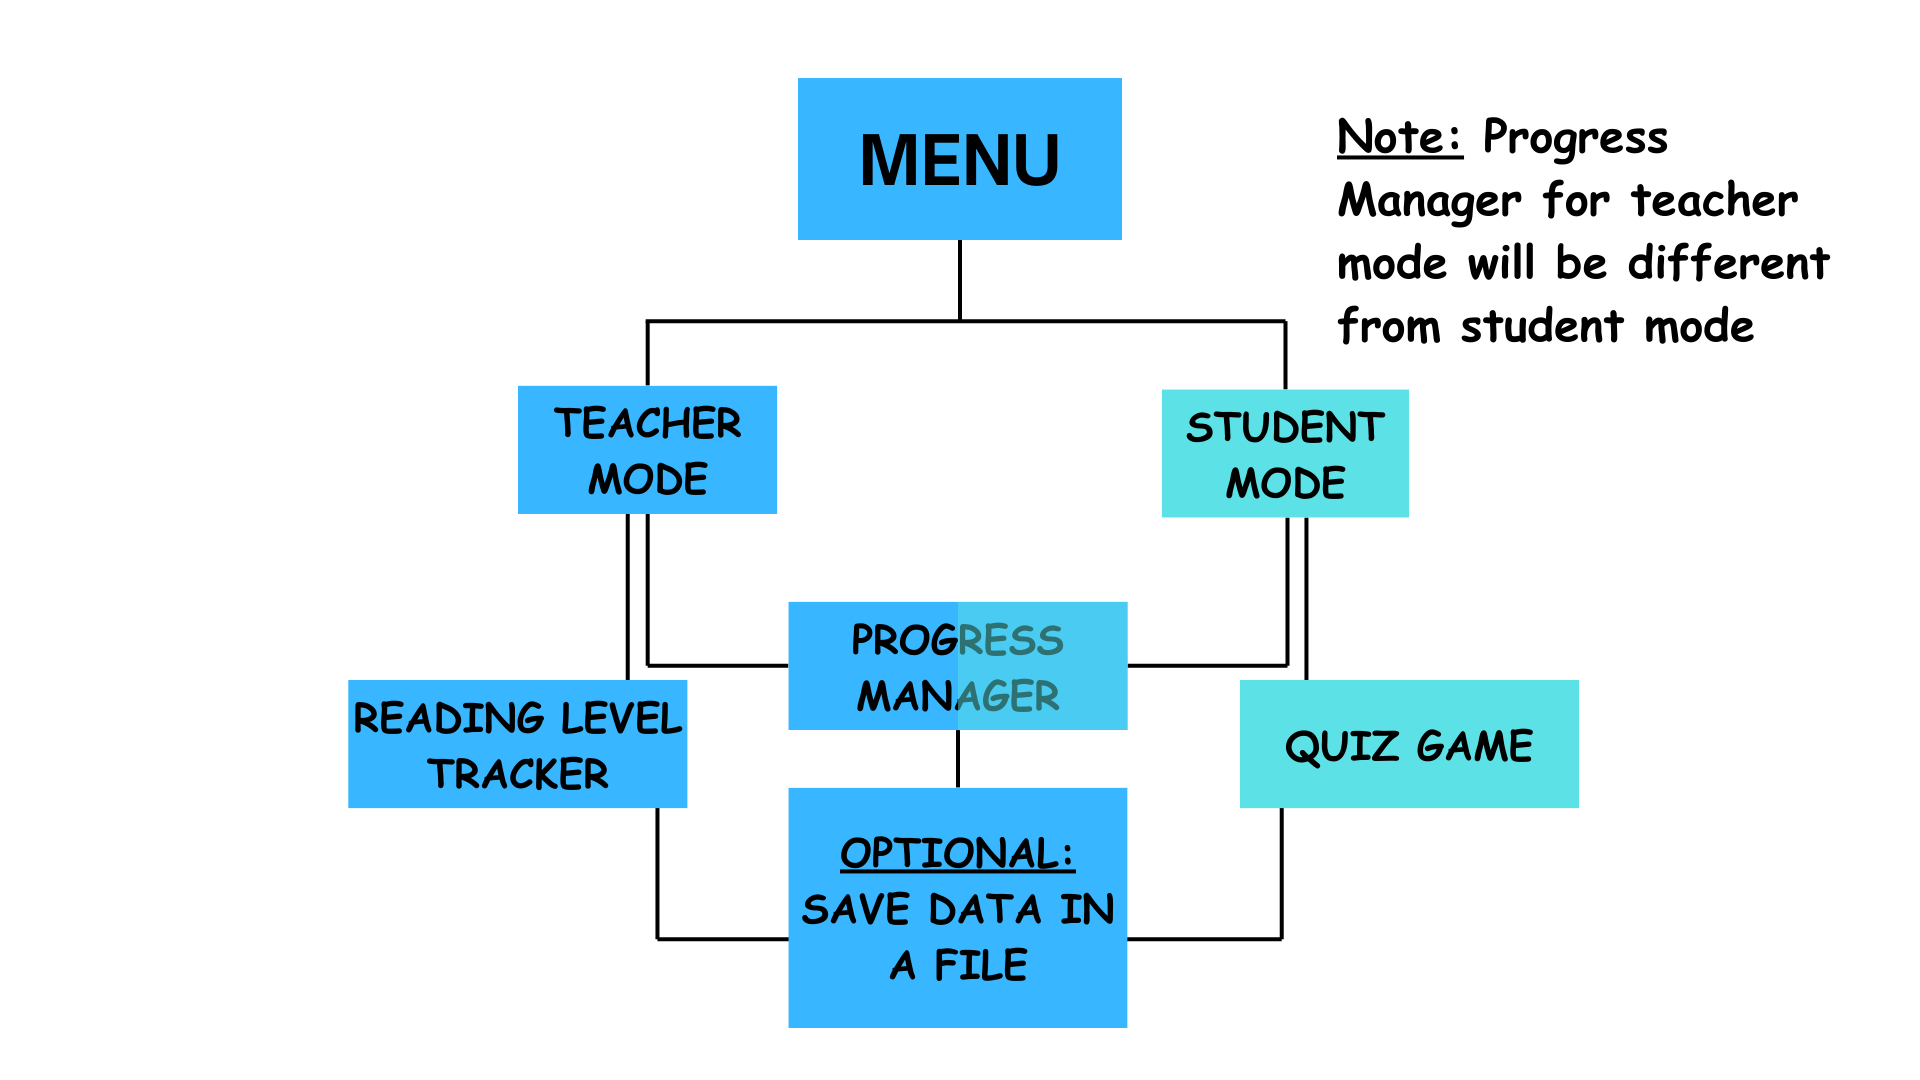 MENU
Note: Progress
Manager for teacher
mode will be different
from student mode
TEACHER
MODE
STUDENT
MODE
PROGRESS
MANAGER
READING LEVEL
TRACKER
QUIZ GAME
OPTIONAL:
SAVE DATA IN
A FILE